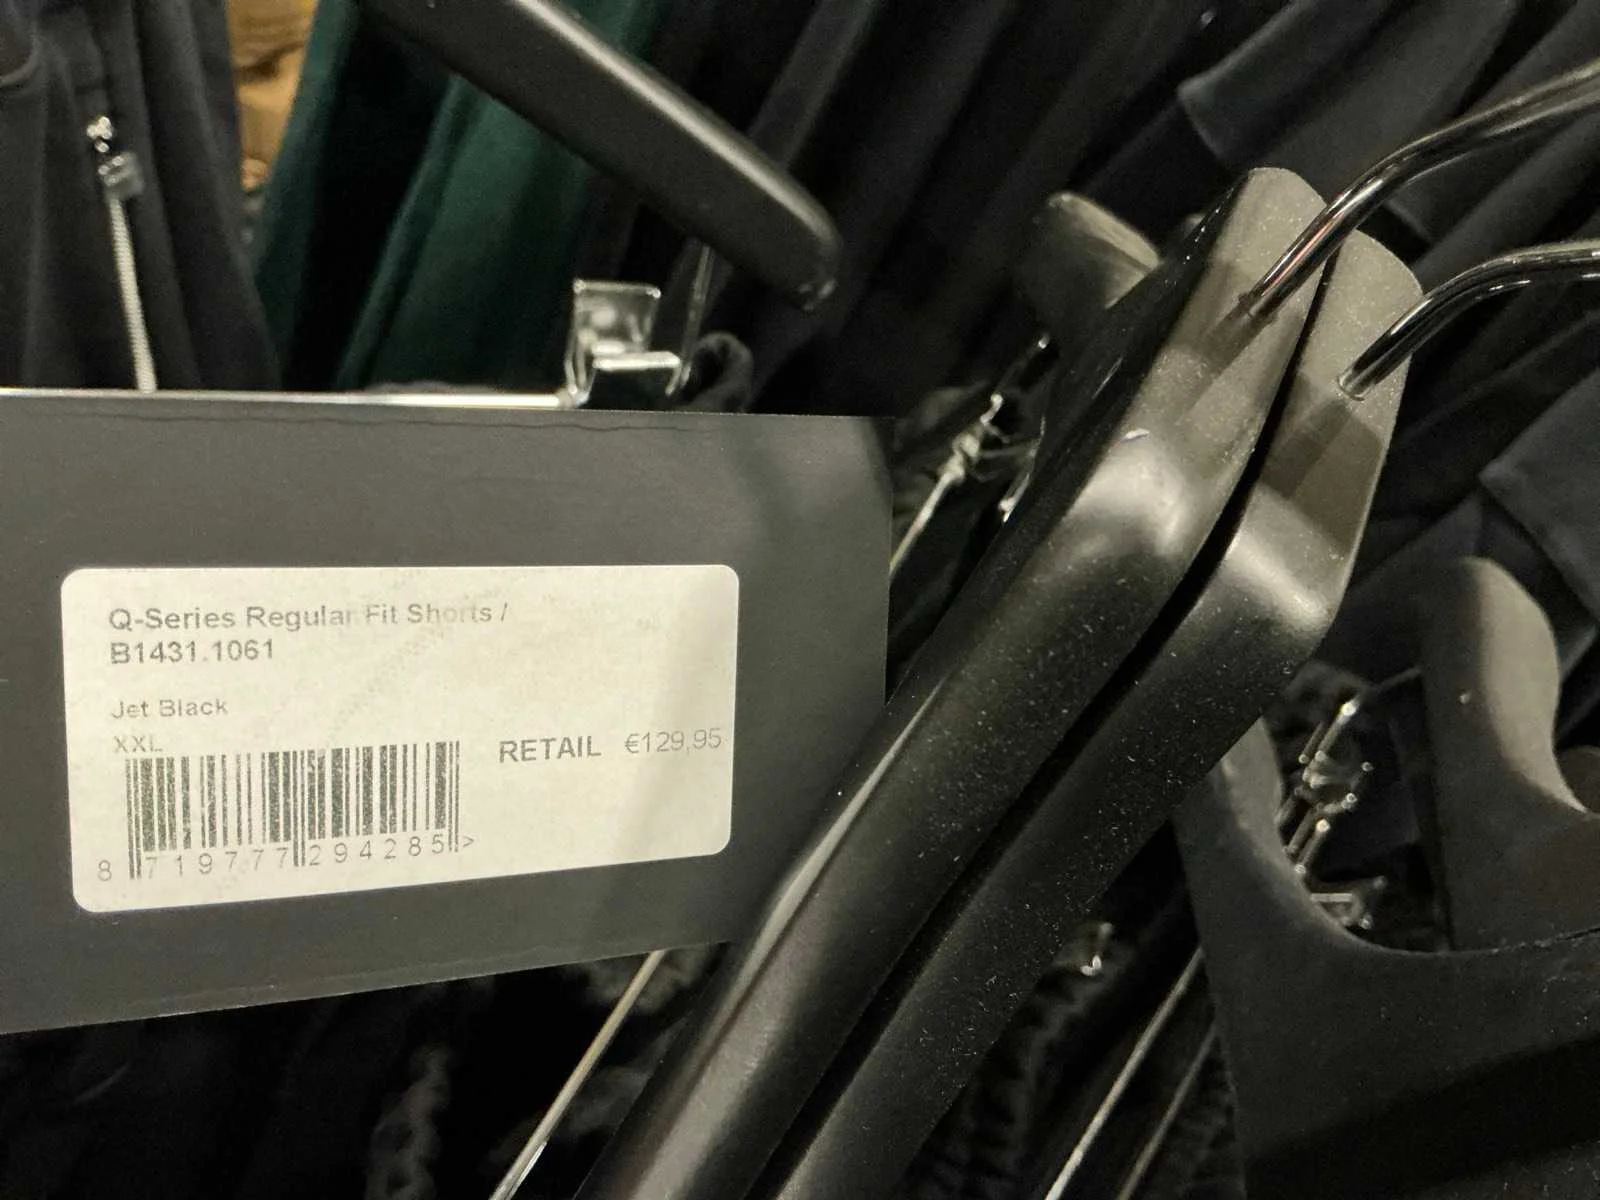 Q-Series Regular Fit Shorts /
B1431.1061
Jet Black
XXL
RETAIL €129,95
8 719777 294285 >